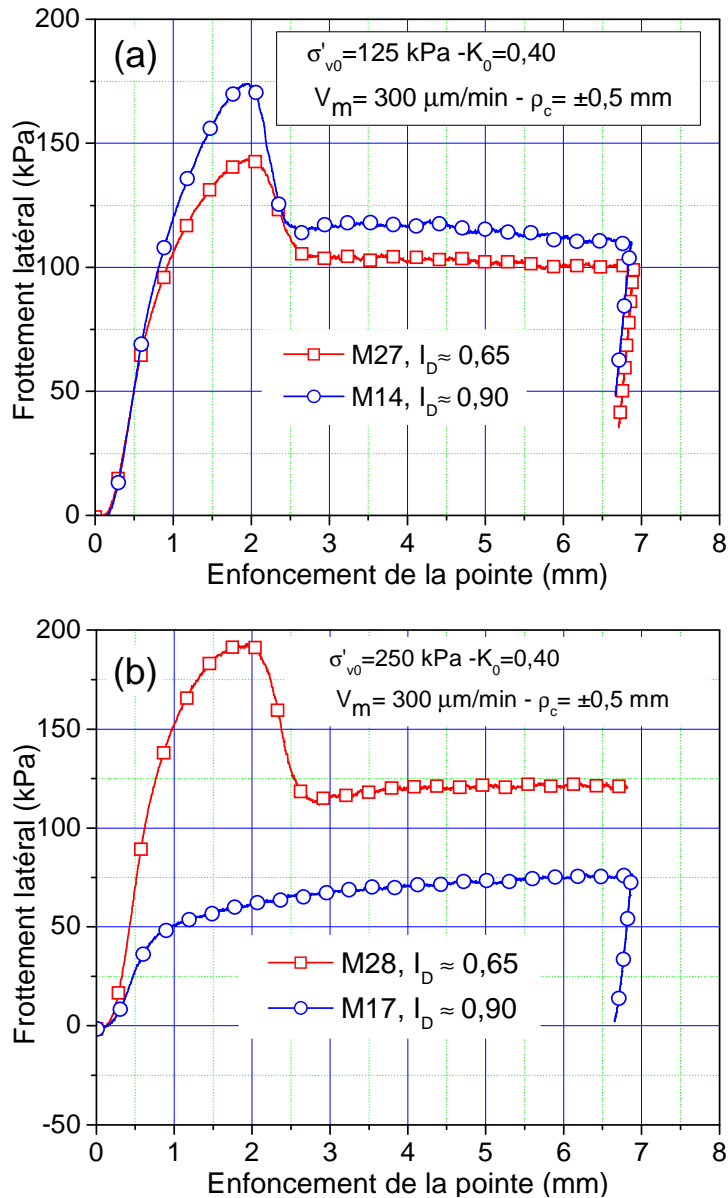 (a)
σ'v0=125 kPa -K0=0,40
Vm= 300 μm/min - ρc= ±0,5 mm
Frottement latéral (kPa)
200
150
100
50
0
M27, ID≈ 0,65
M14, ID≈ 0,90
0 1 2 3 4 5 6 7 8
Enfoncement de la pointe (mm)
(b)
σ'v0=250 kPa -K0=0,40
Vm= 300 μm/min - ρc= ±0,5 mm
Frottement latéral (kPa)
200
150
100
50
0
-50
M28, ID ≈ 0,65
M17, ID ≈ 0,90
0 1 2 3 4 5 6 7 8
Enfoncement de la pointe (mm)